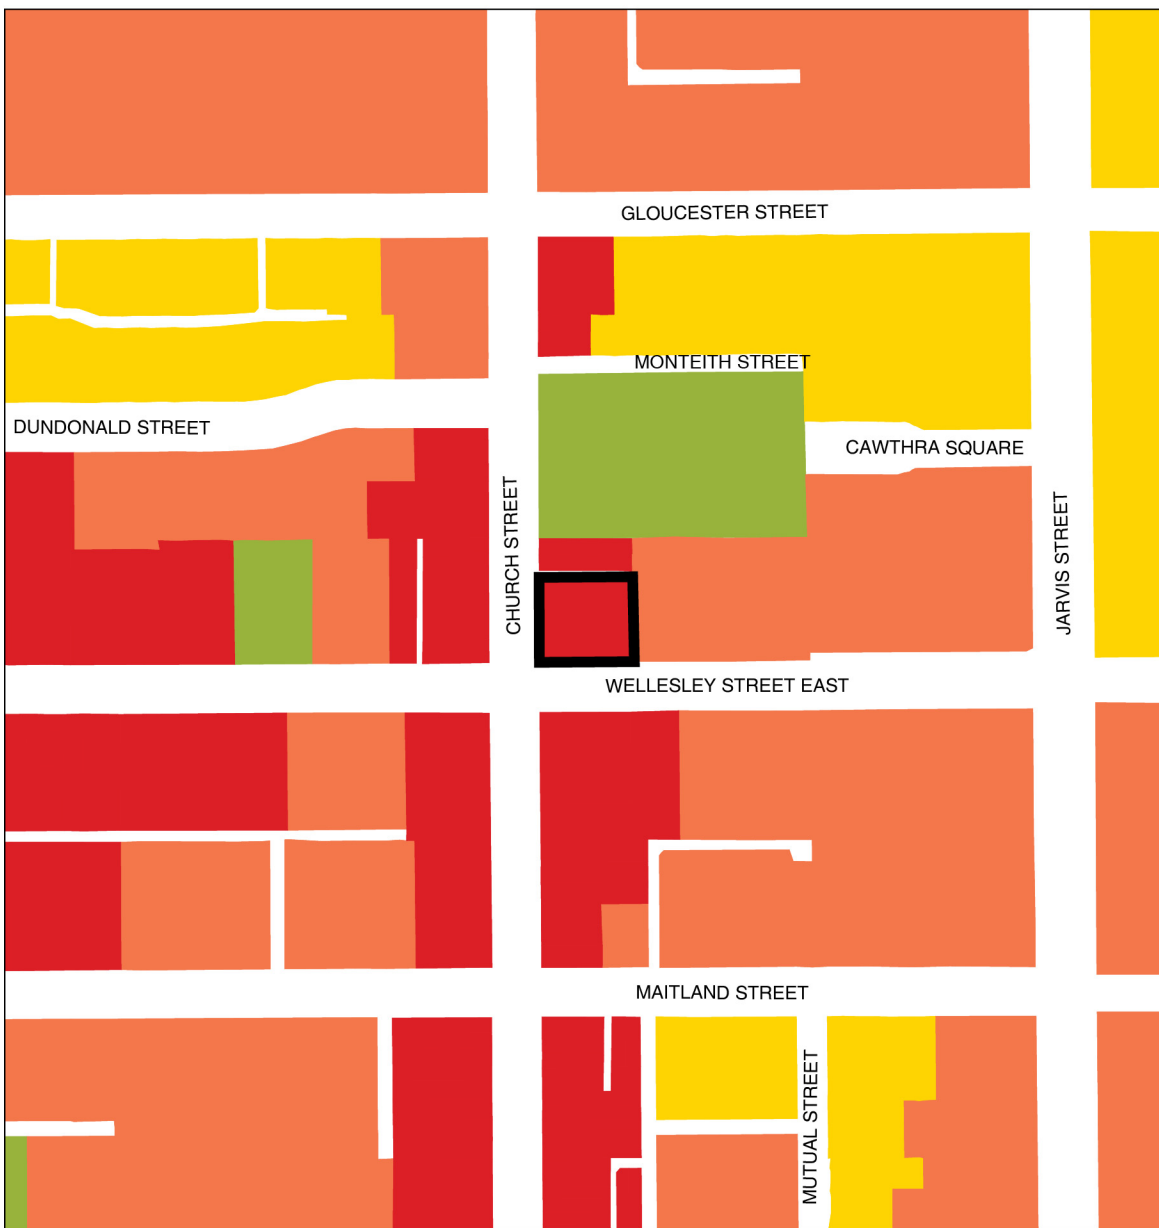 GLOUCESTER STREET
MONTEITH STREET
DUNDONALD STREET
CAWTHRA SQUARE
CHURCH STREET
JARVIS STREET
WELLESLEY STREET EAST
MAITLAND STREET
MUTUAL STREET